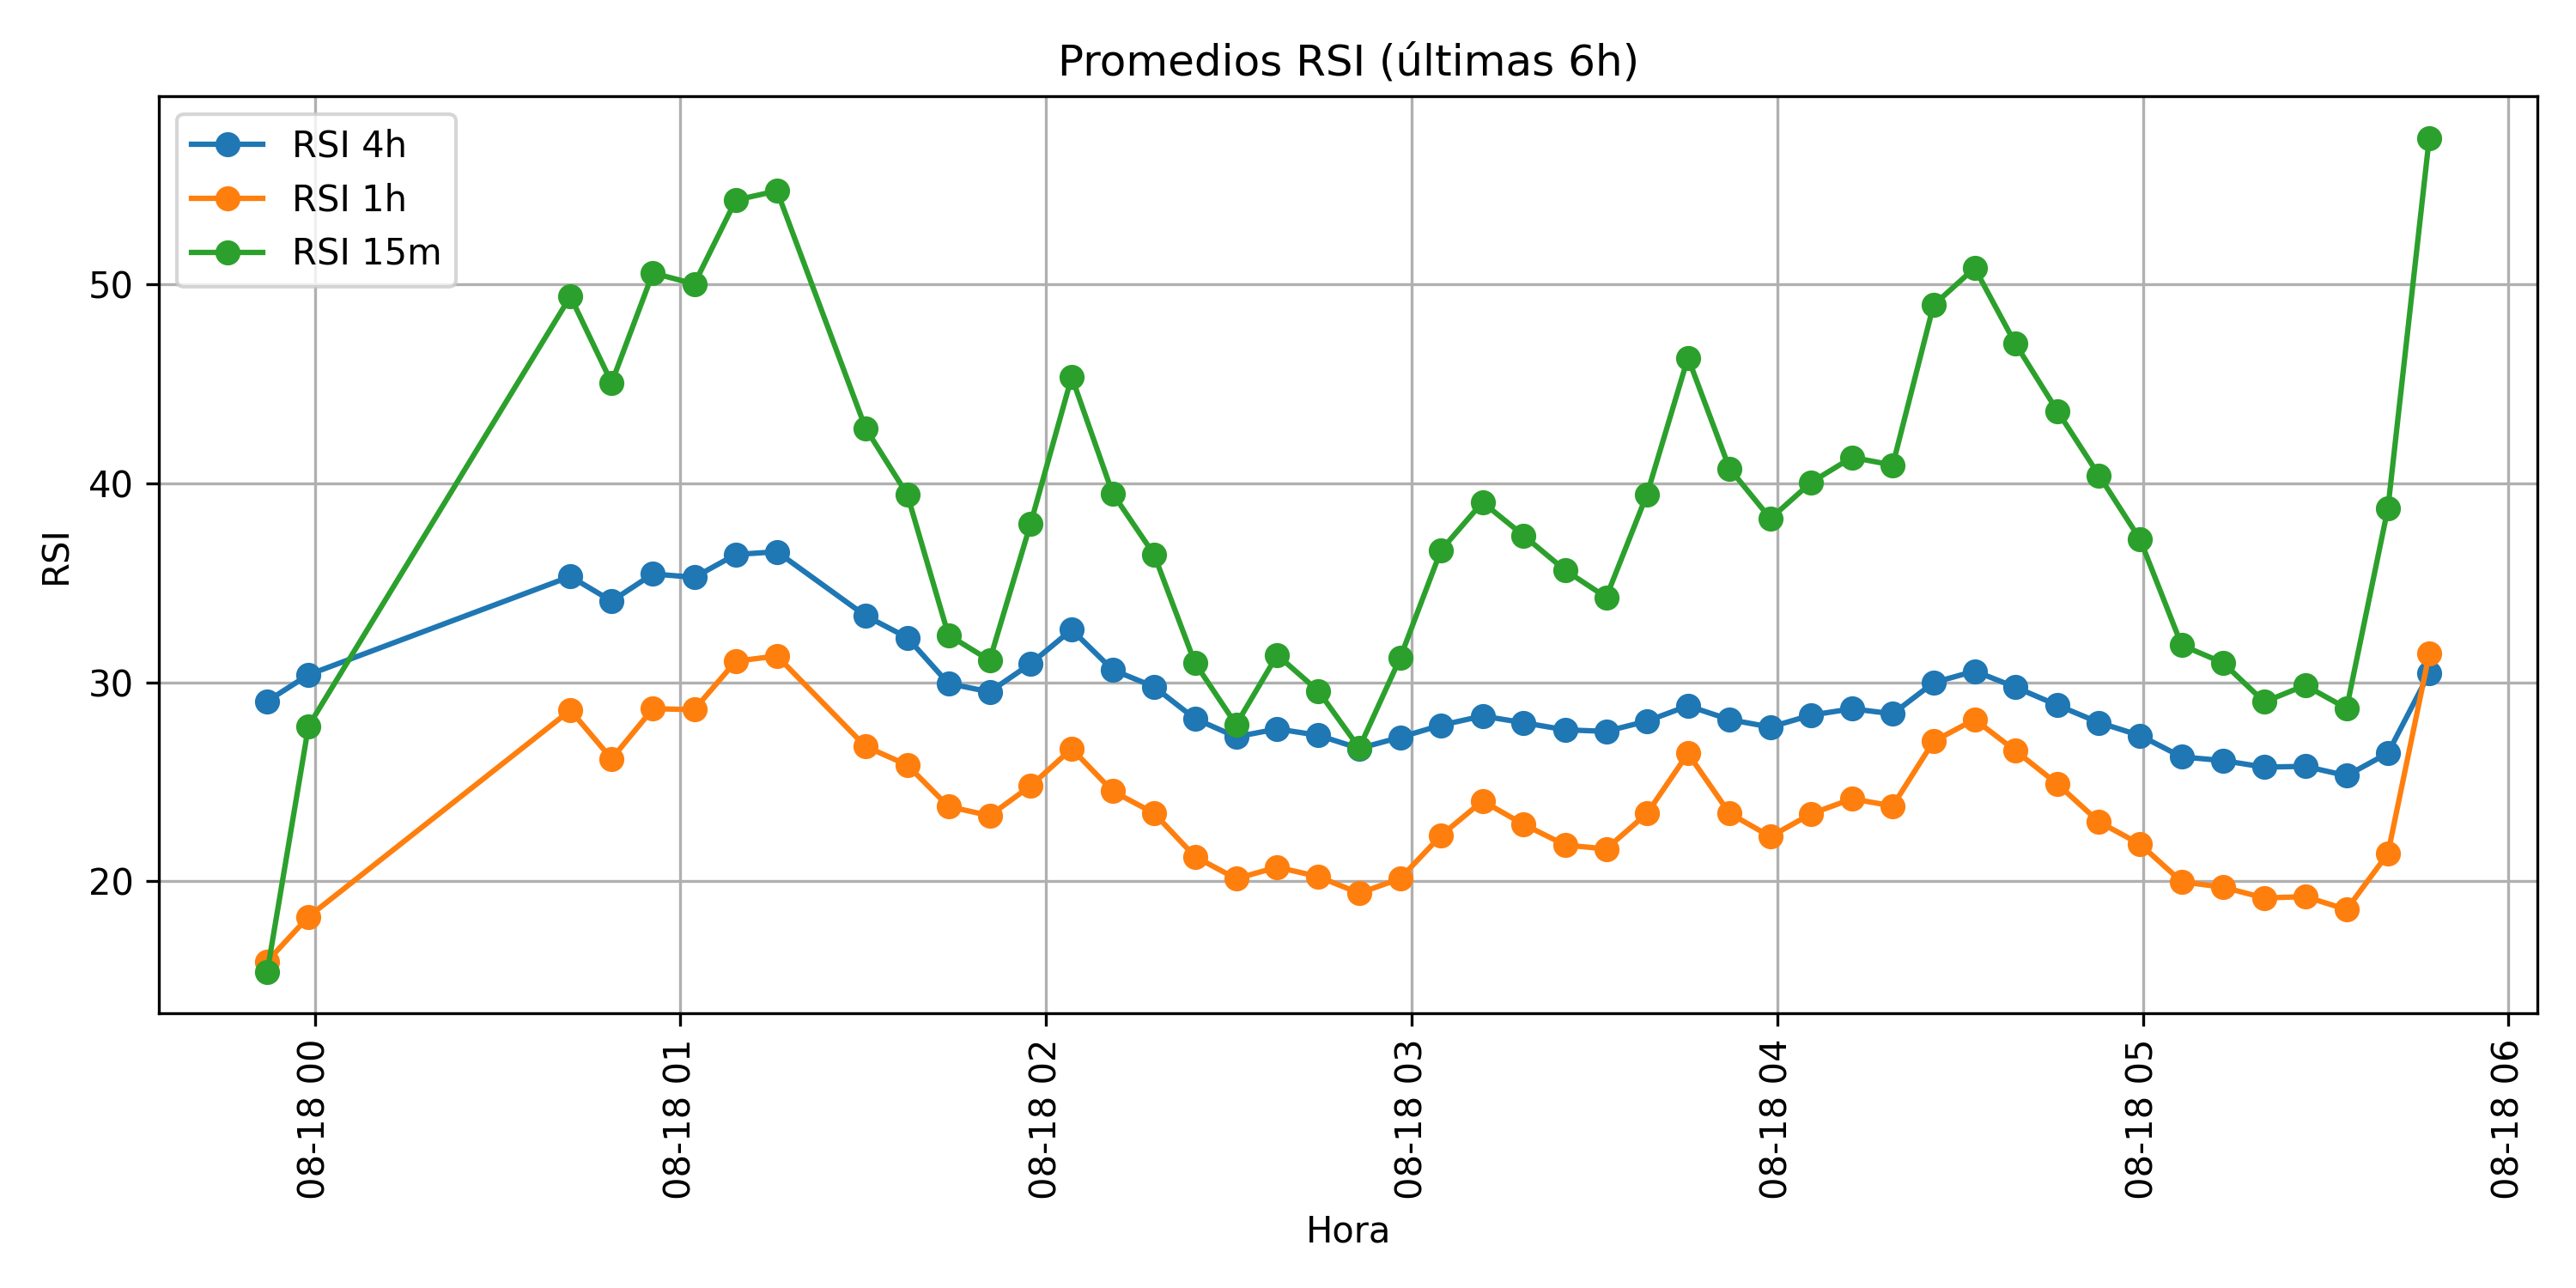 Promedios RSI (últimas 6h)
RSI 4h
RSI 1h
RSI 15m
RSI
50
40
30
20
08-18 00
08-18 01
08-18 02
08-18 03
08-18 04
08-18 05
08-18 06
Hora